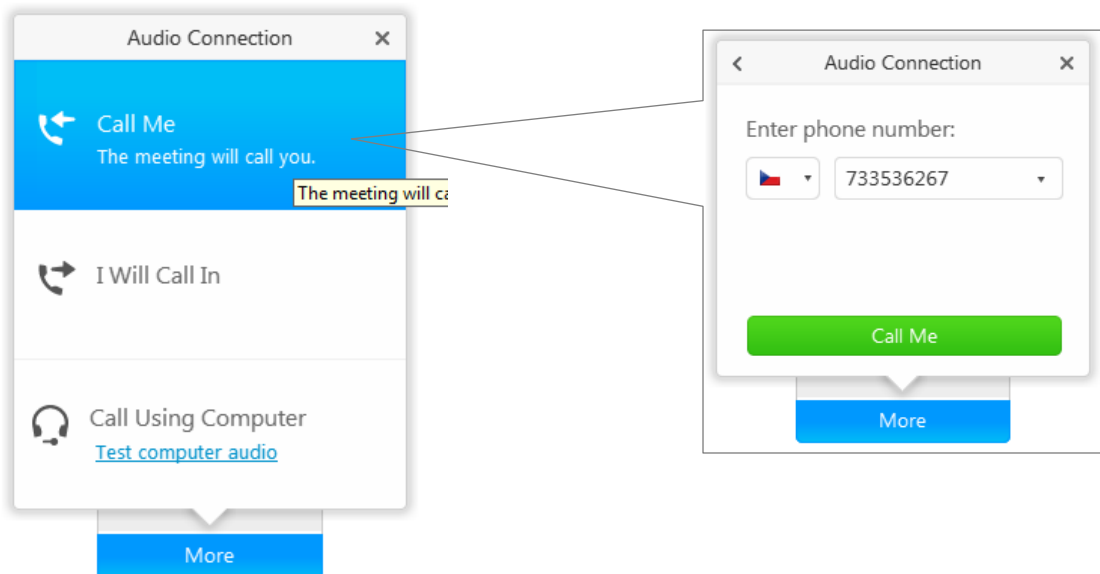 Audio Connection
Call Me
The meeting will call you.
The meeting will
I Will Call In
Call Using Computer
Test computer audio
More
Audio Connection
Enter phone number:
733536267
Call Me
More